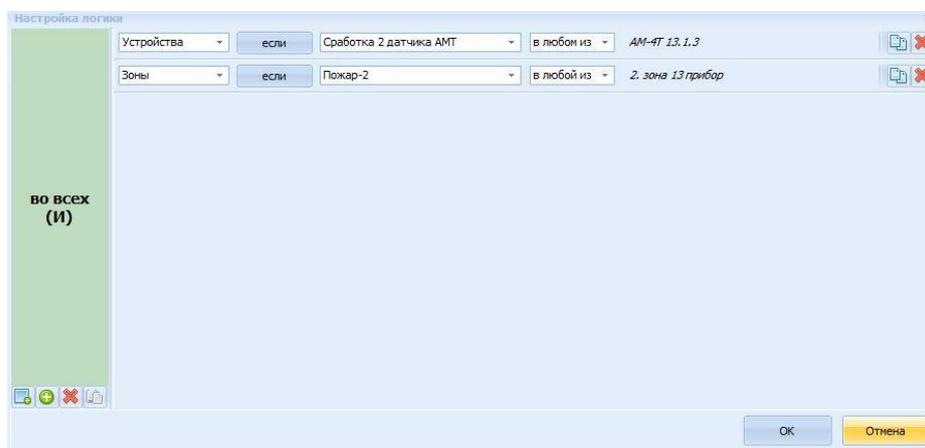 Настройка логики
Устройства если Сработка 2 датчика АМТ в любом из АМ-4Т 13.1.3
Зоны если Пожар-2 в любой из 2. зона 13 прибор
во всех
(И)
ОК Отмена